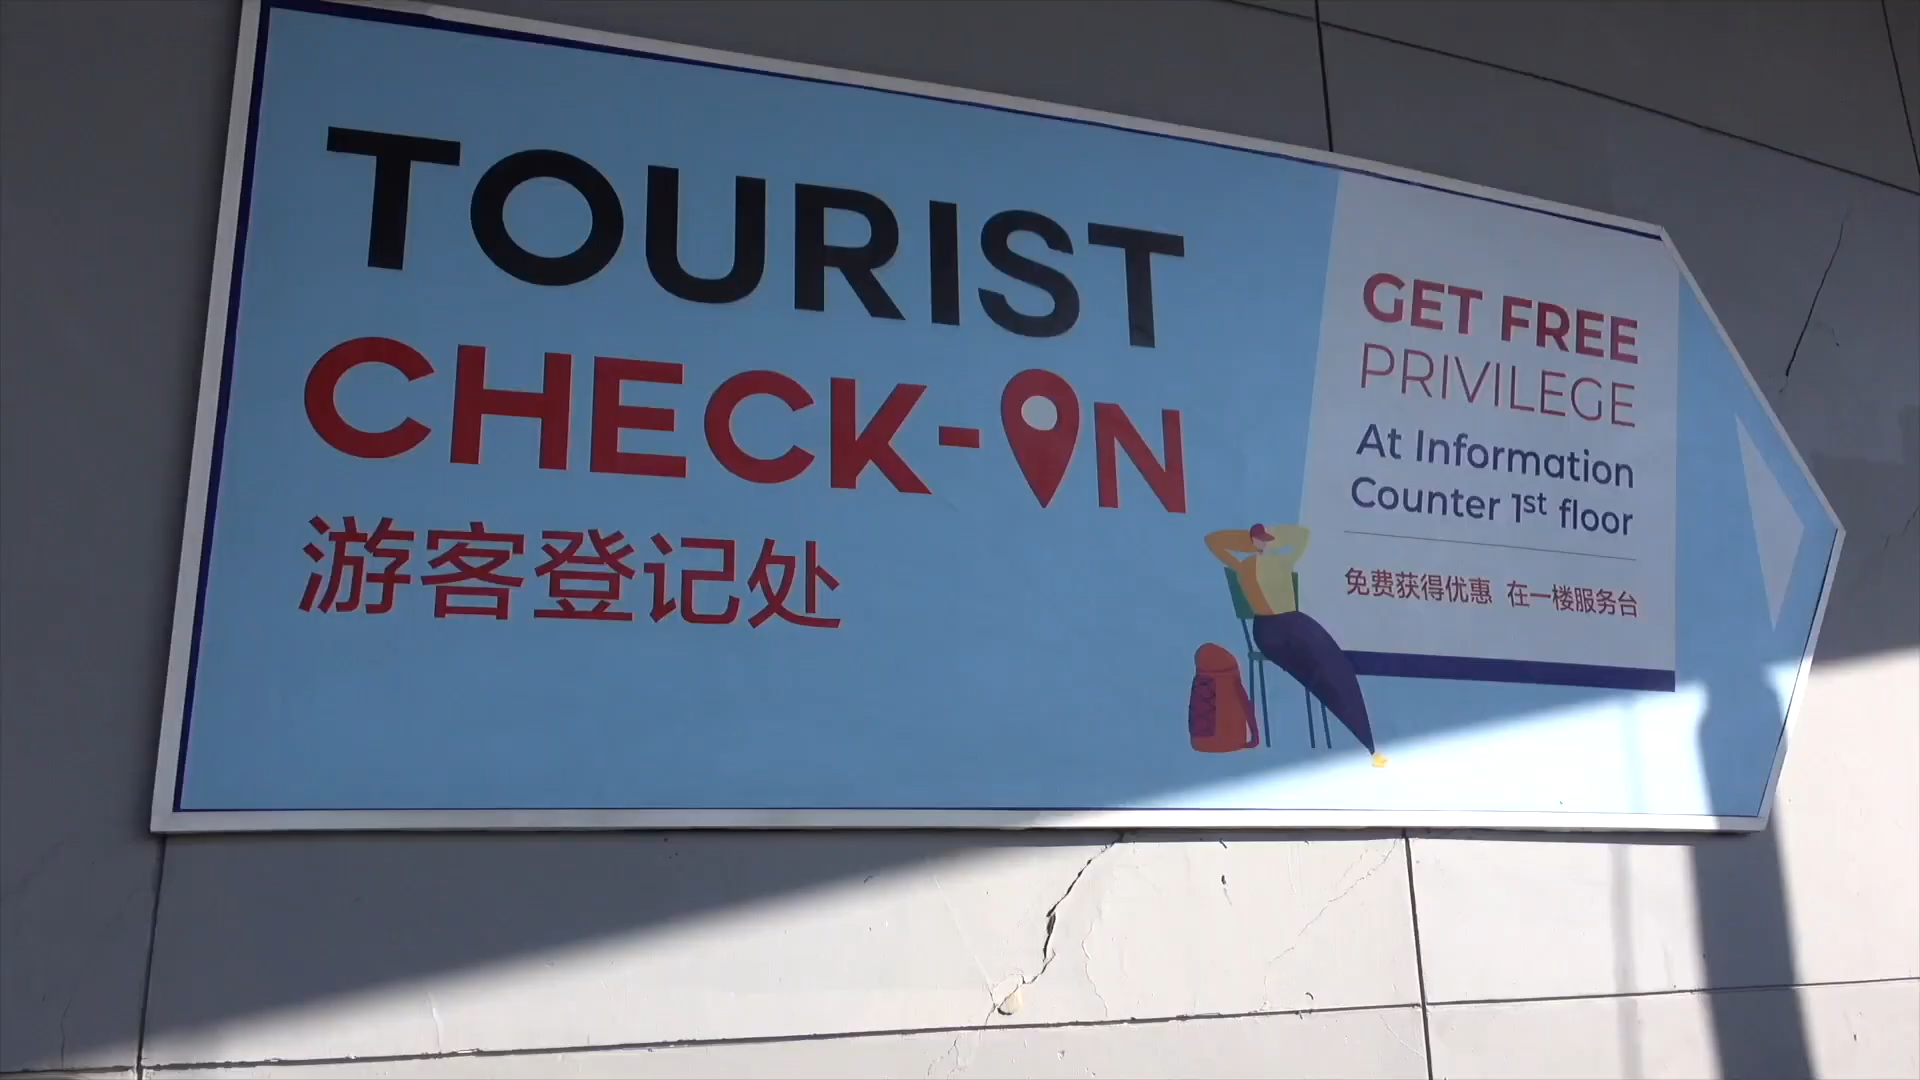 TOURIST
CHECK-ON
游客登记处
GET FREE
PRIVILEGE
At Information
Counter 1st floor
免费获得优惠 在一楼服务台